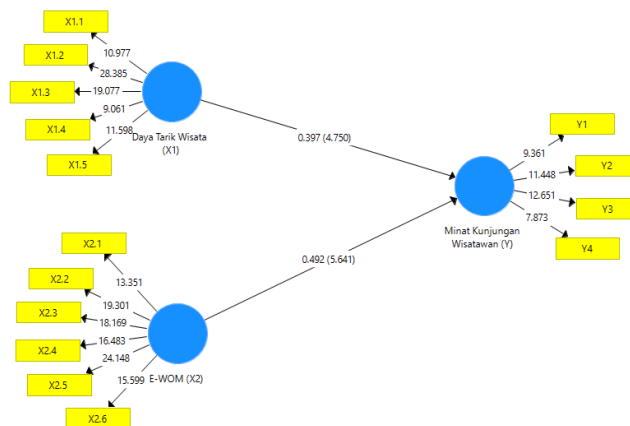 X1.1
X1.2
X1.3
X1.4
X1.5
10.977
28.385
19.077
9.061
11.598
Daya Tarik Wisata
(X1)
0.397 (4.750)
X2.1
X2.2
X2.3
X2.4
X2.5
X2.6
13.351
19.301
18.169
16.483
24.148
15.599
E-WOM (X2)
0.492 (5.641)
Minat Kunjungan
Wisatawan (Y)
9.361
11.448
12.651
7.873
Y1
Y2
Y3
Y4